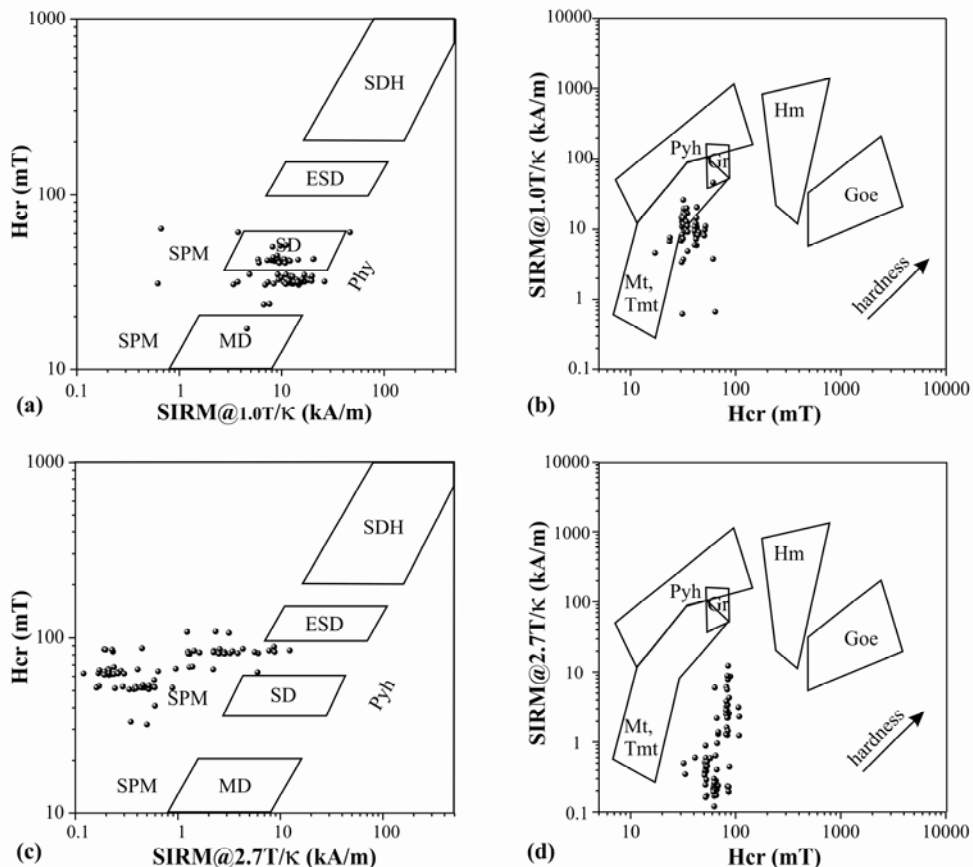 1000
100
10
Hcr (mT)
SDH
ESD
SPM
SD
Phy
SPM
MD
0.1
1
10
100
(a)
SIRM@1.0T/K (kA/m)
10000
1000
100
10
1
0.1
SIRM@1.0T/K (kA/m)
Hm
Pyh
Gr
Goe
Mt,
Tmt
hardness
10
100
1000
10000
(b)
Hcr (mT)
1000
100
10
Hcr (mT)
SDH
ESD
SPM
SD
Pyh
SPM
MD
0.1
1
10
100
(c)
SIRM@2.7T/K (kA/m)
10000
1000
100
10
1
0.1
SIRM@2.7T/K (kA/m)
Hm
Pyh
Gr
Goe
Mt,
Tmt
hardness
10
100
1000
10000
(d)
Hcr (mT)